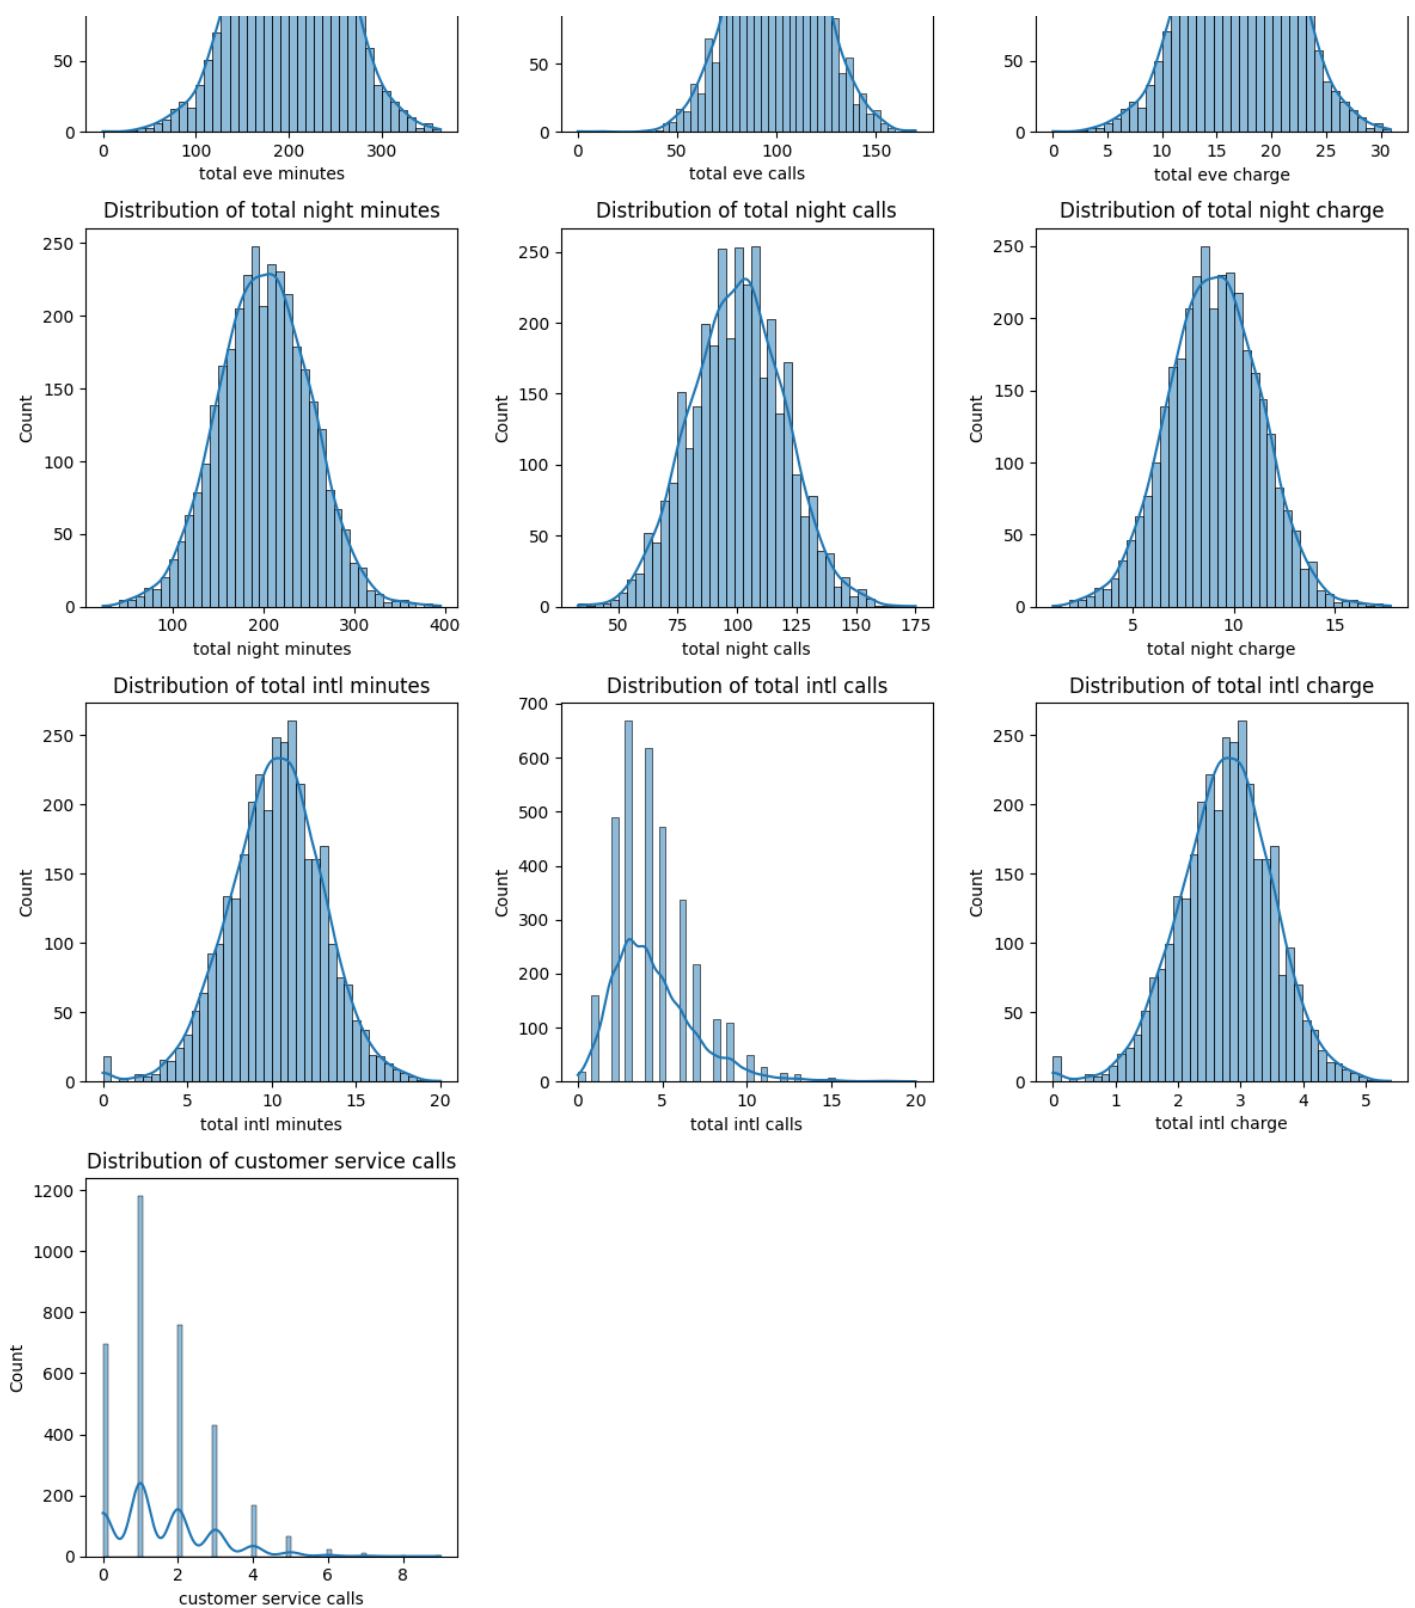 50
0
0 100 200 300
total eve minutes
50
0
0 50 100 150
total eve calls
50
0
0 5 10 15 20 25 30
total eve charge
Distribution of total night minutes
250
200
150
100
50
0
Count
100 200 300 400
total night minutes
Distribution of total night calls
250
200
150
100
50
0
Count
50 75 100 125 150 175
total night calls
Distribution of total night charge
250
200
150
100
50
0
Count
5 10 15
total night charge
Distribution of total intl minutes
250
200
150
100
50
0
Count
0 5 10 15 20
total intl minutes
Distribution of total intl calls
700
600
500
400
300
200
100
0
Count
0 5 10 15 20
total intl calls
Distribution of total intl charge
250
200
150
100
50
0
Count
0 1 2 3 4 5
total intl charge
Distribution of customer service calls
1200
1000
800
600
400
200
0
Count
0 2 4 6 8
customer service calls